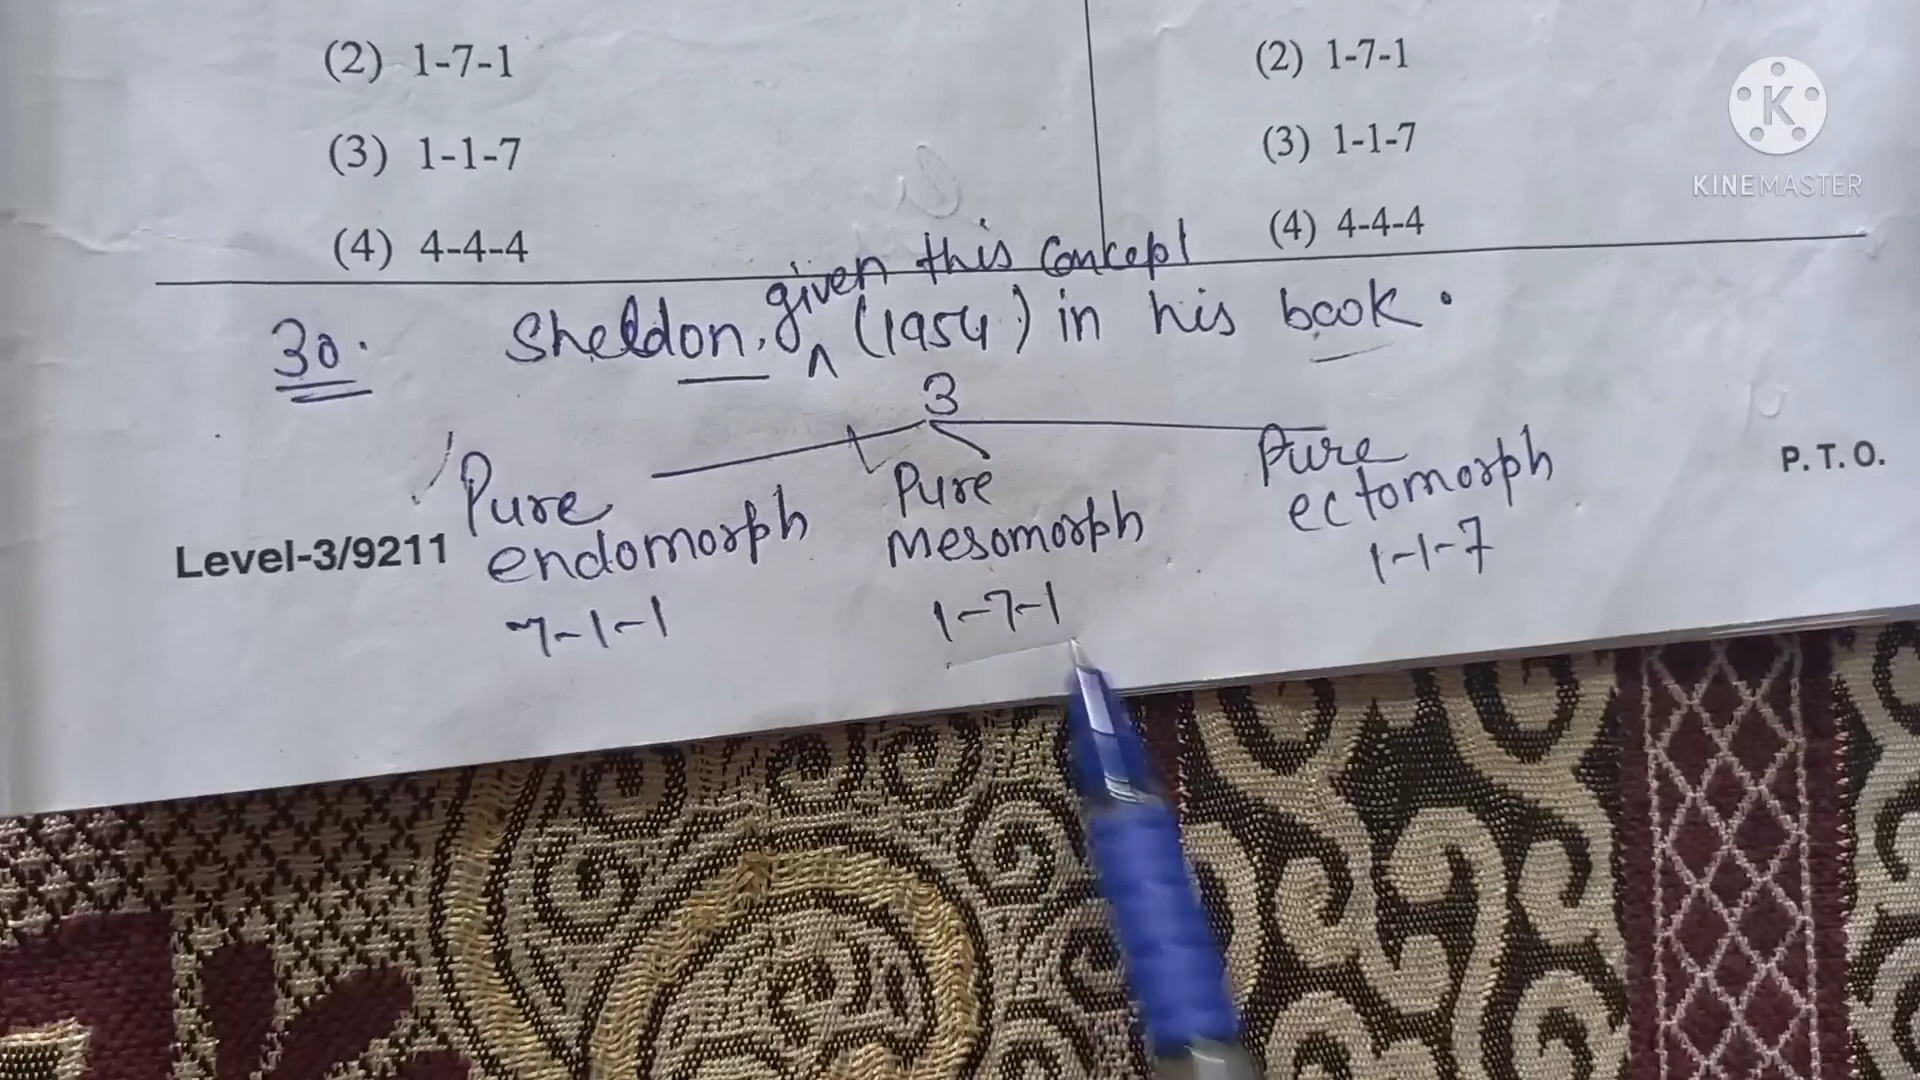 (2) 1-7-1
(3) 1-1-7
(4) 4-4-4
(2) 1-7-1
(3) 1-1-7
(4) 4-4-4
KINEMASTER
given this Concept
30. Sheldon, ^ (1954) in his book.
3
Pure endomorph
7-1-1
Pure mesomorph
1-7-1
Pure ectomorph
1-1-7
Level-3/9211
P. T. O.